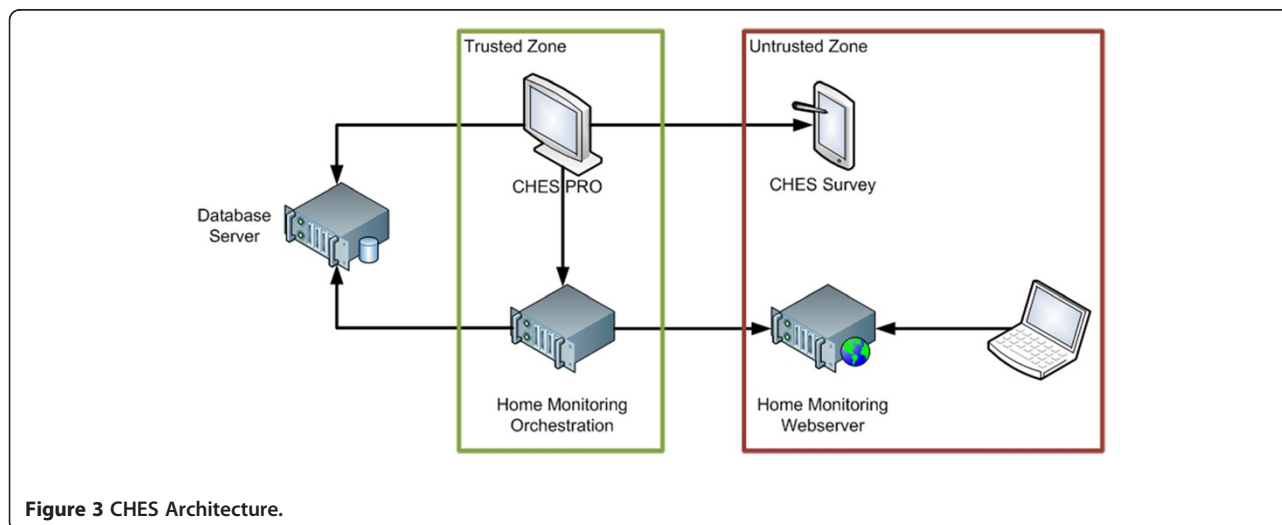 Trusted Zone
Untrusted Zone
CHES PRO
CHES Survey
Database
Server
Home Monitoring
Orchestration
Home Monitoring
Webserver
Figure 3 CHES Architecture.